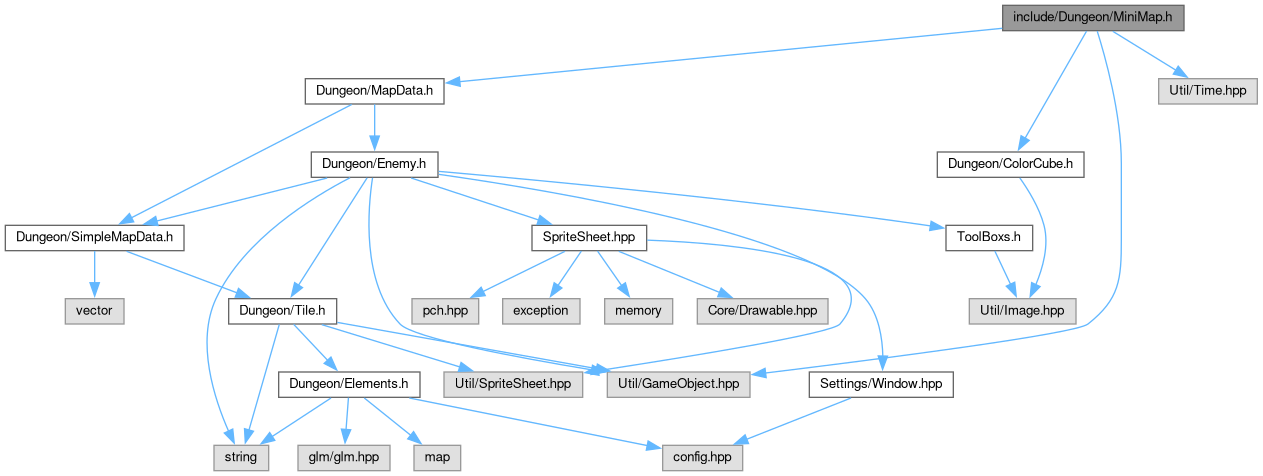 include/Dungeon/MiniMap.h
Dungeon/MapData.h
Util/Time.hpp
Dungeon/Enemy.h
Dungeon/ColorCube.h
Dungeon/SimpleMapData.h
SpriteSheet.hpp
ToolBoxs.h
vector
Dungeon/Tile.h
pch.hpp
exception
memory
Core/Drawable.hpp
Util/Image.hpp
Dungeon/Elements.h
Util/SpriteSheet.hpp
Util/GameObject.hpp
Settings/Window.hpp
string
glm/glm.hpp
map
config.hpp